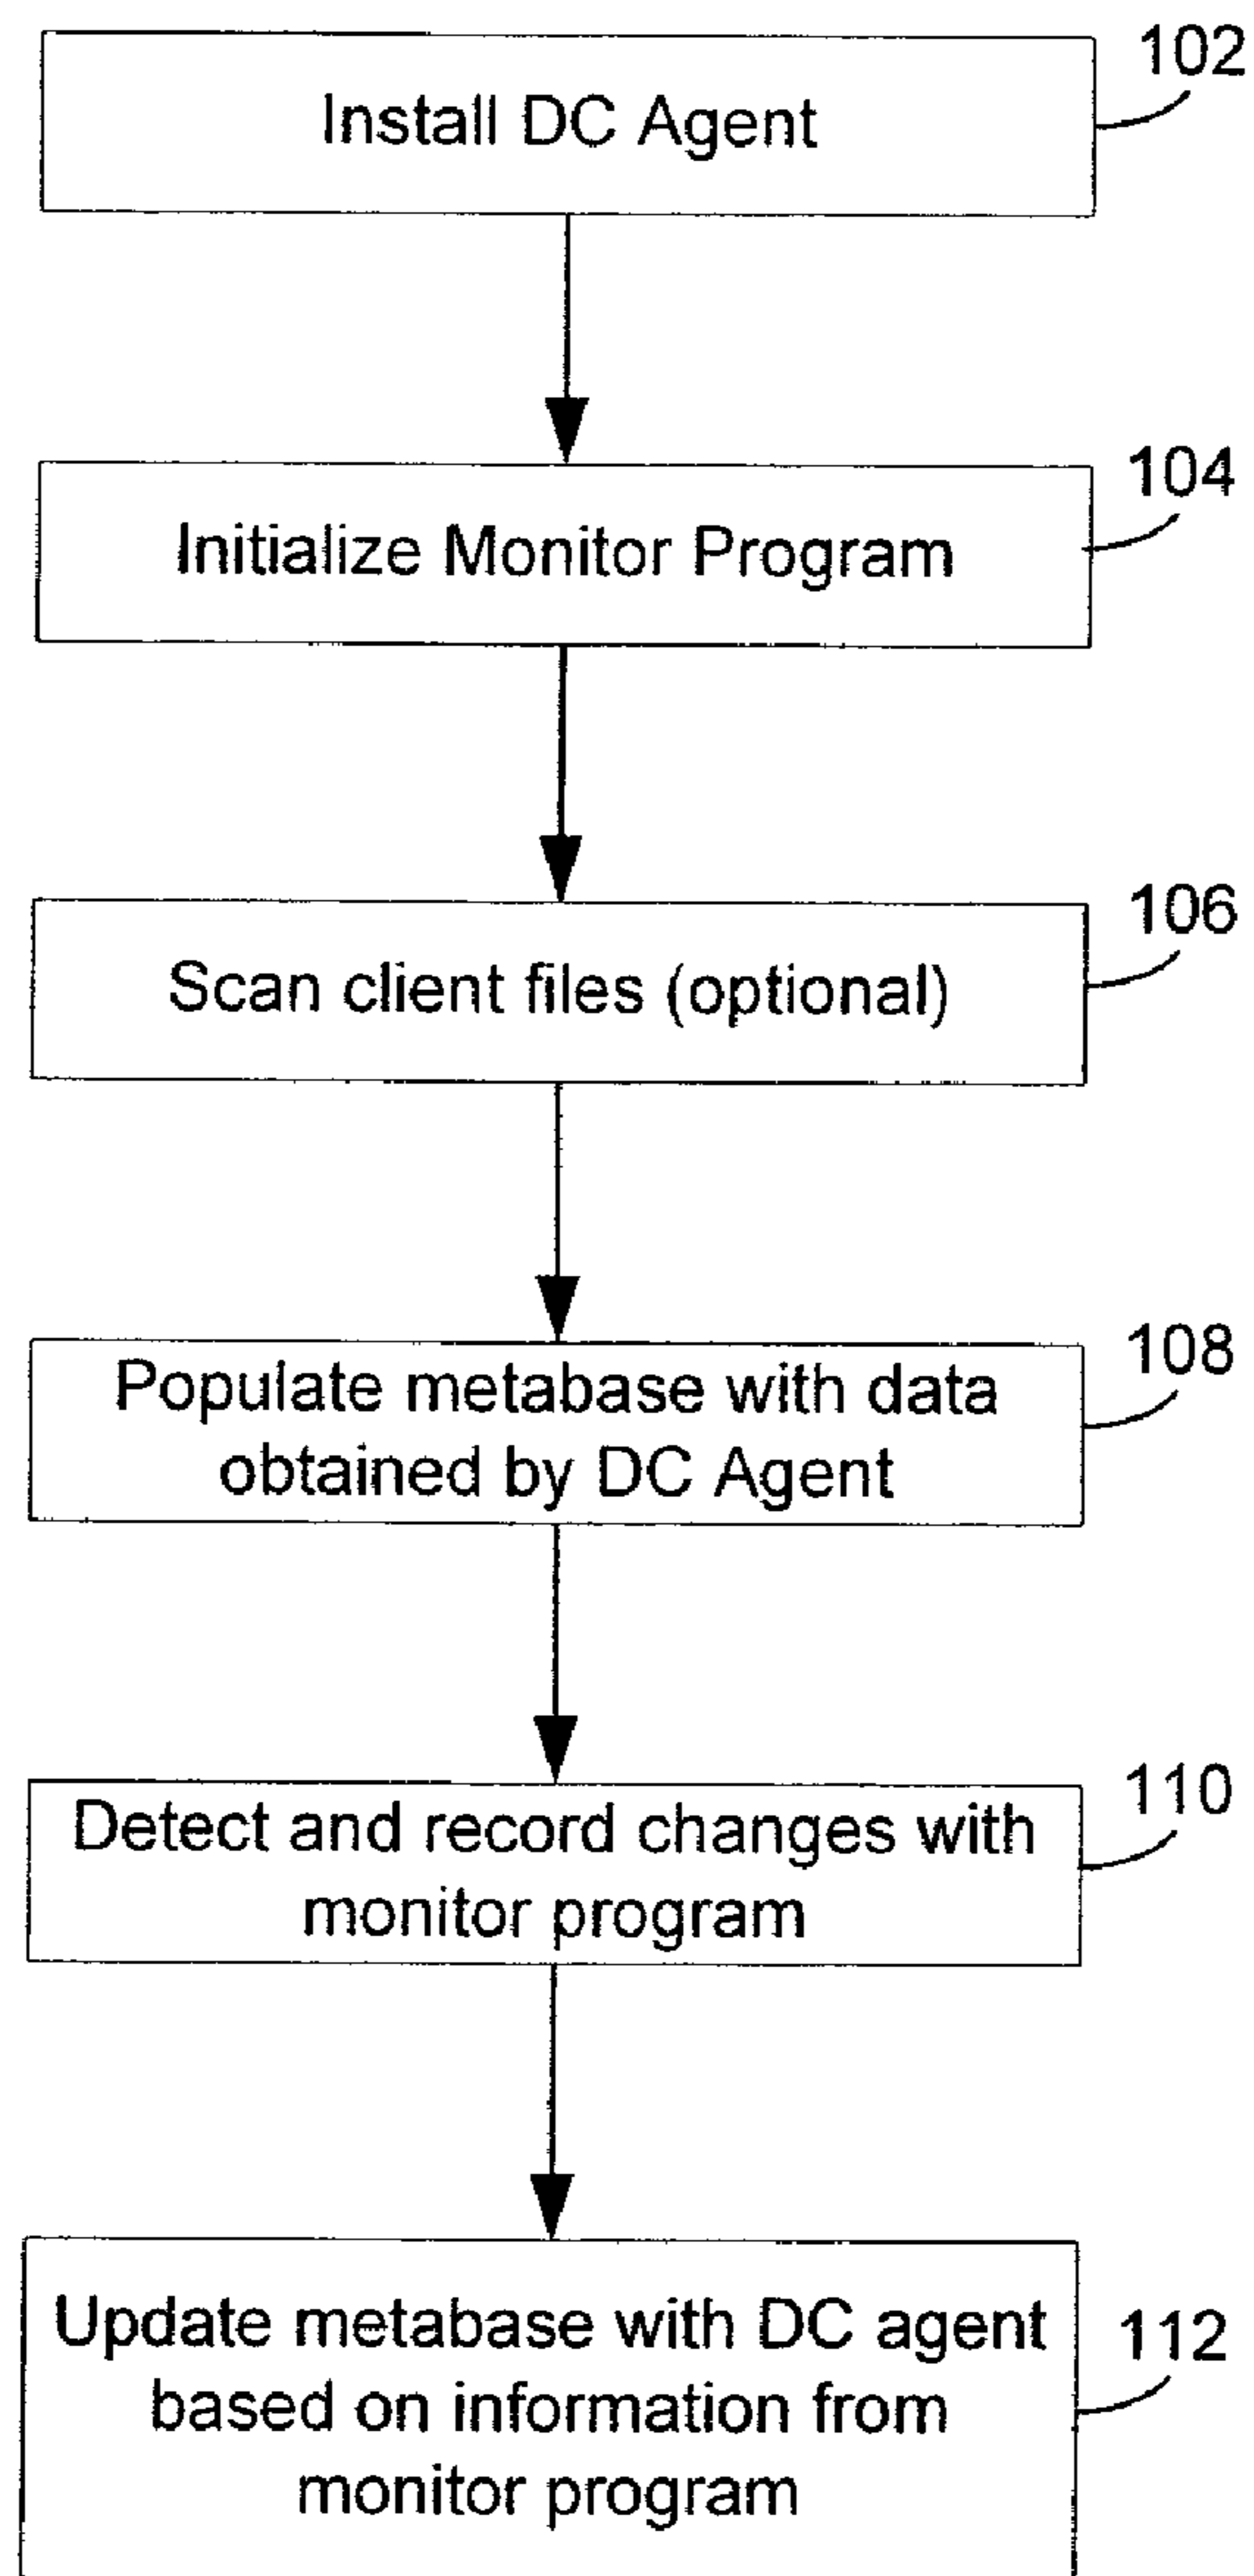 102
Install DC Agent
104
Initialize Monitor Program
106
Scan client files (optional)
108
Populate metabase with data
obtained by DC Agent
110
Detect and record changes with
monitor program
112
Update metabase with DC agent
based on information from
monitor program